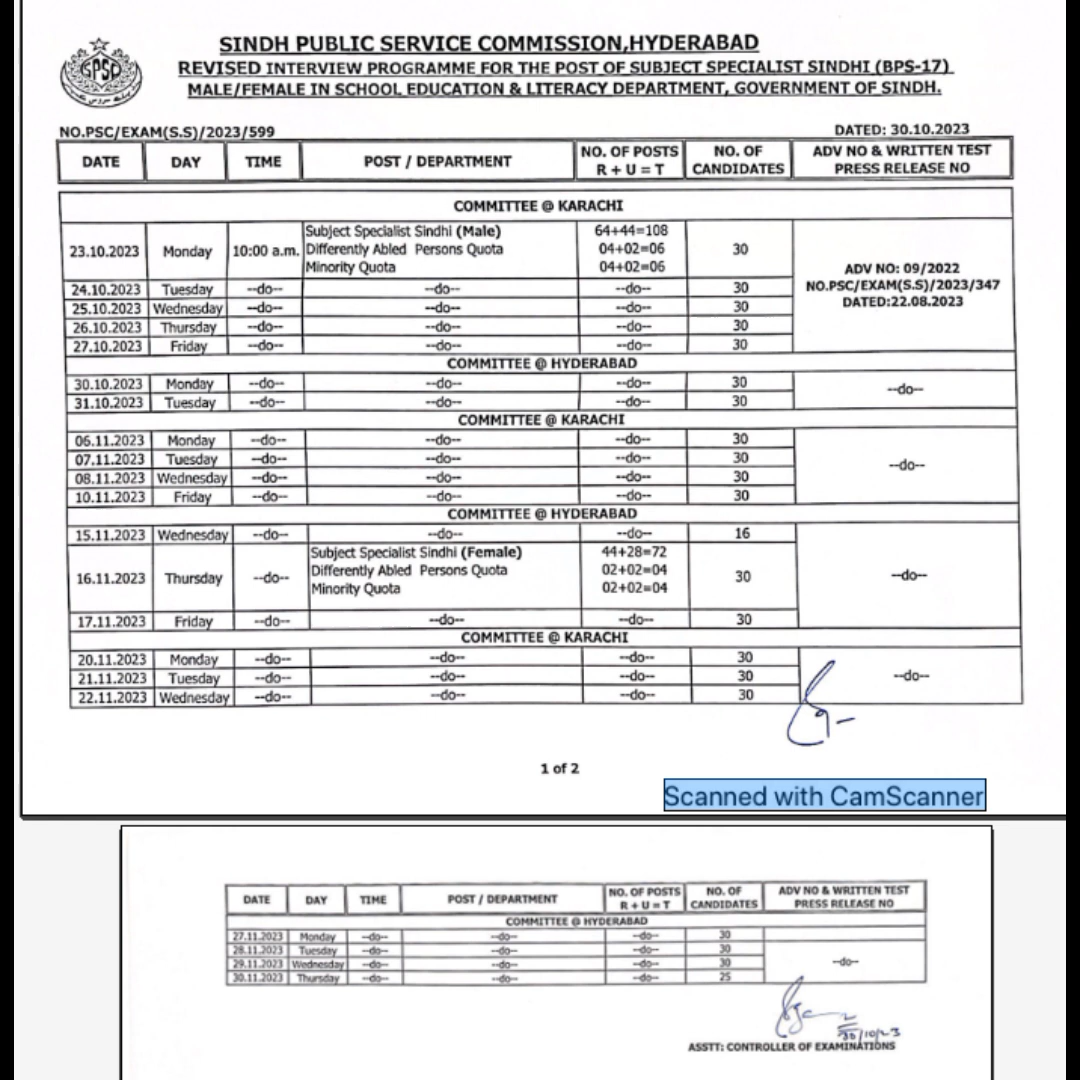 SINDH PUBLIC SERVICE COMMISSION,HYDERABAD
REVISED INTERVIEW PROGRAMME FOR THE POST OF SUBJECT SPECIALIST SINDHI (BPS-17)
MALE/FEMALE IN SCHOOL EDUCATION & LITERACY DEPARTMENT, GOVERNMENT OF SINDH.
NO.PSC/EXAM(S.S)/2023/599 DATED: 30.10.2023
DATE DAY TIME POST / DEPARTMENT NO. OF POSTS R + U = T NO. OF CANDIDATES ADV NO & WRITTEN TEST PRESS RELEASE NO
COMMITTEE @ KARACHI
23.10.2023 Monday 10:00 a.m. Subject Specialist Sindhi (Male) 64+44=108 30
Differently Abled Persons Quota 04+02=06
Minority Quota 04+02=06
ADV NO: 09/2022
NO.PSC/EXAM(S.S)/2023/347
DATED:22.08.2023
24.10.2023 Tuesday --do-- --do-- --do-- 30
25.10.2023 Wednesday --do-- --do-- --do-- 30
26.10.2023 Thursday --do-- --do-- --do-- 30
27.10.2023 Friday --do-- --do-- --do-- 30
COMMITTEE @ HYDERABAD
30.10.2023 Monday --do-- --do-- --do-- 30 --do--
31.10.2023 Tuesday --do-- --do-- --do-- 30
COMMITTEE @ KARACHI
06.11.2023 Monday --do-- --do-- --do-- 30 --do--
07.11.2023 Tuesday --do-- --do-- --do-- 30
08.11.2023 Wednesday --do-- --do-- --do-- 30
10.11.2023 Friday --do-- --do-- --do-- 30
COMMITTEE @ HYDERABAD
15.11.2023 Wednesday --do-- --do-- --do-- 16 --do--
16.11.2023 Thursday --do-- Subject Specialist Sindhi (Female) 44+28=72 30
Differently Abled Persons Quota 02+02=04
Minority Quota 02+02=04
17.11.2023 Friday --do-- --do-- --do-- 30
COMMITTEE @ KARACHI
20.11.2023 Monday --do-- --do-- --do-- 30 --do--
21.11.2023 Tuesday --do-- --do-- --do-- 30
22.11.2023 Wednesday --do-- --do-- --do-- 30
1 of 2
Scanned with CamScanner
DATE DAY TIME POST / DEPARTMENT NO. OF POSTS R + U = T NO. OF CANDIDATES ADV NO & WRITTEN TEST PRESS RELEASE NO
COMMITTEE @ HYDERABAD
27.11.2023 Monday --do-- --do-- --do-- 30
28.11.2023 Tuesday --do-- --do-- --do-- 30 --do--
29.11.2023 Wednesday --do-- --do-- --do-- 30
30.11.2023 Thursday --do-- --do-- --do-- 25
30/10/23
ASSTT: CONTROLLER OF EXAMINATIONS